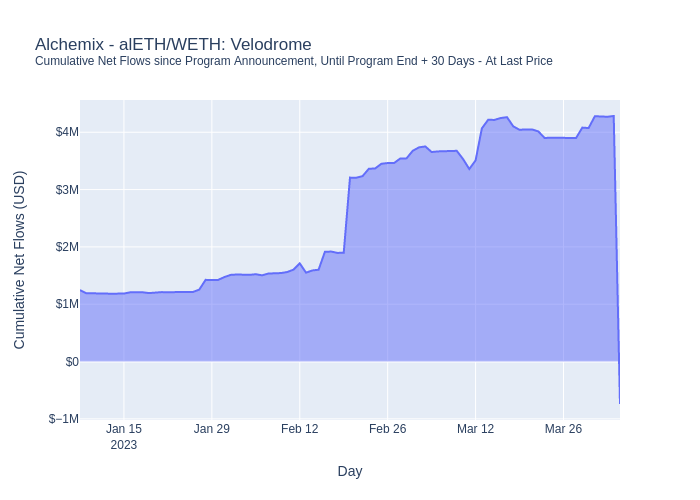 Alchemix - alETH/WETH: Velodrome
Cumulative Net Flows since Program Announcement, Until Program End + 30 Days - At Last Price
Cumulative Net Flows (USD)
$4M
$3M
$2M
$1M
$0
$−1M
Jan 15
2023
Jan 29
Feb 12
Feb 26
Mar 12
Mar 26
Day